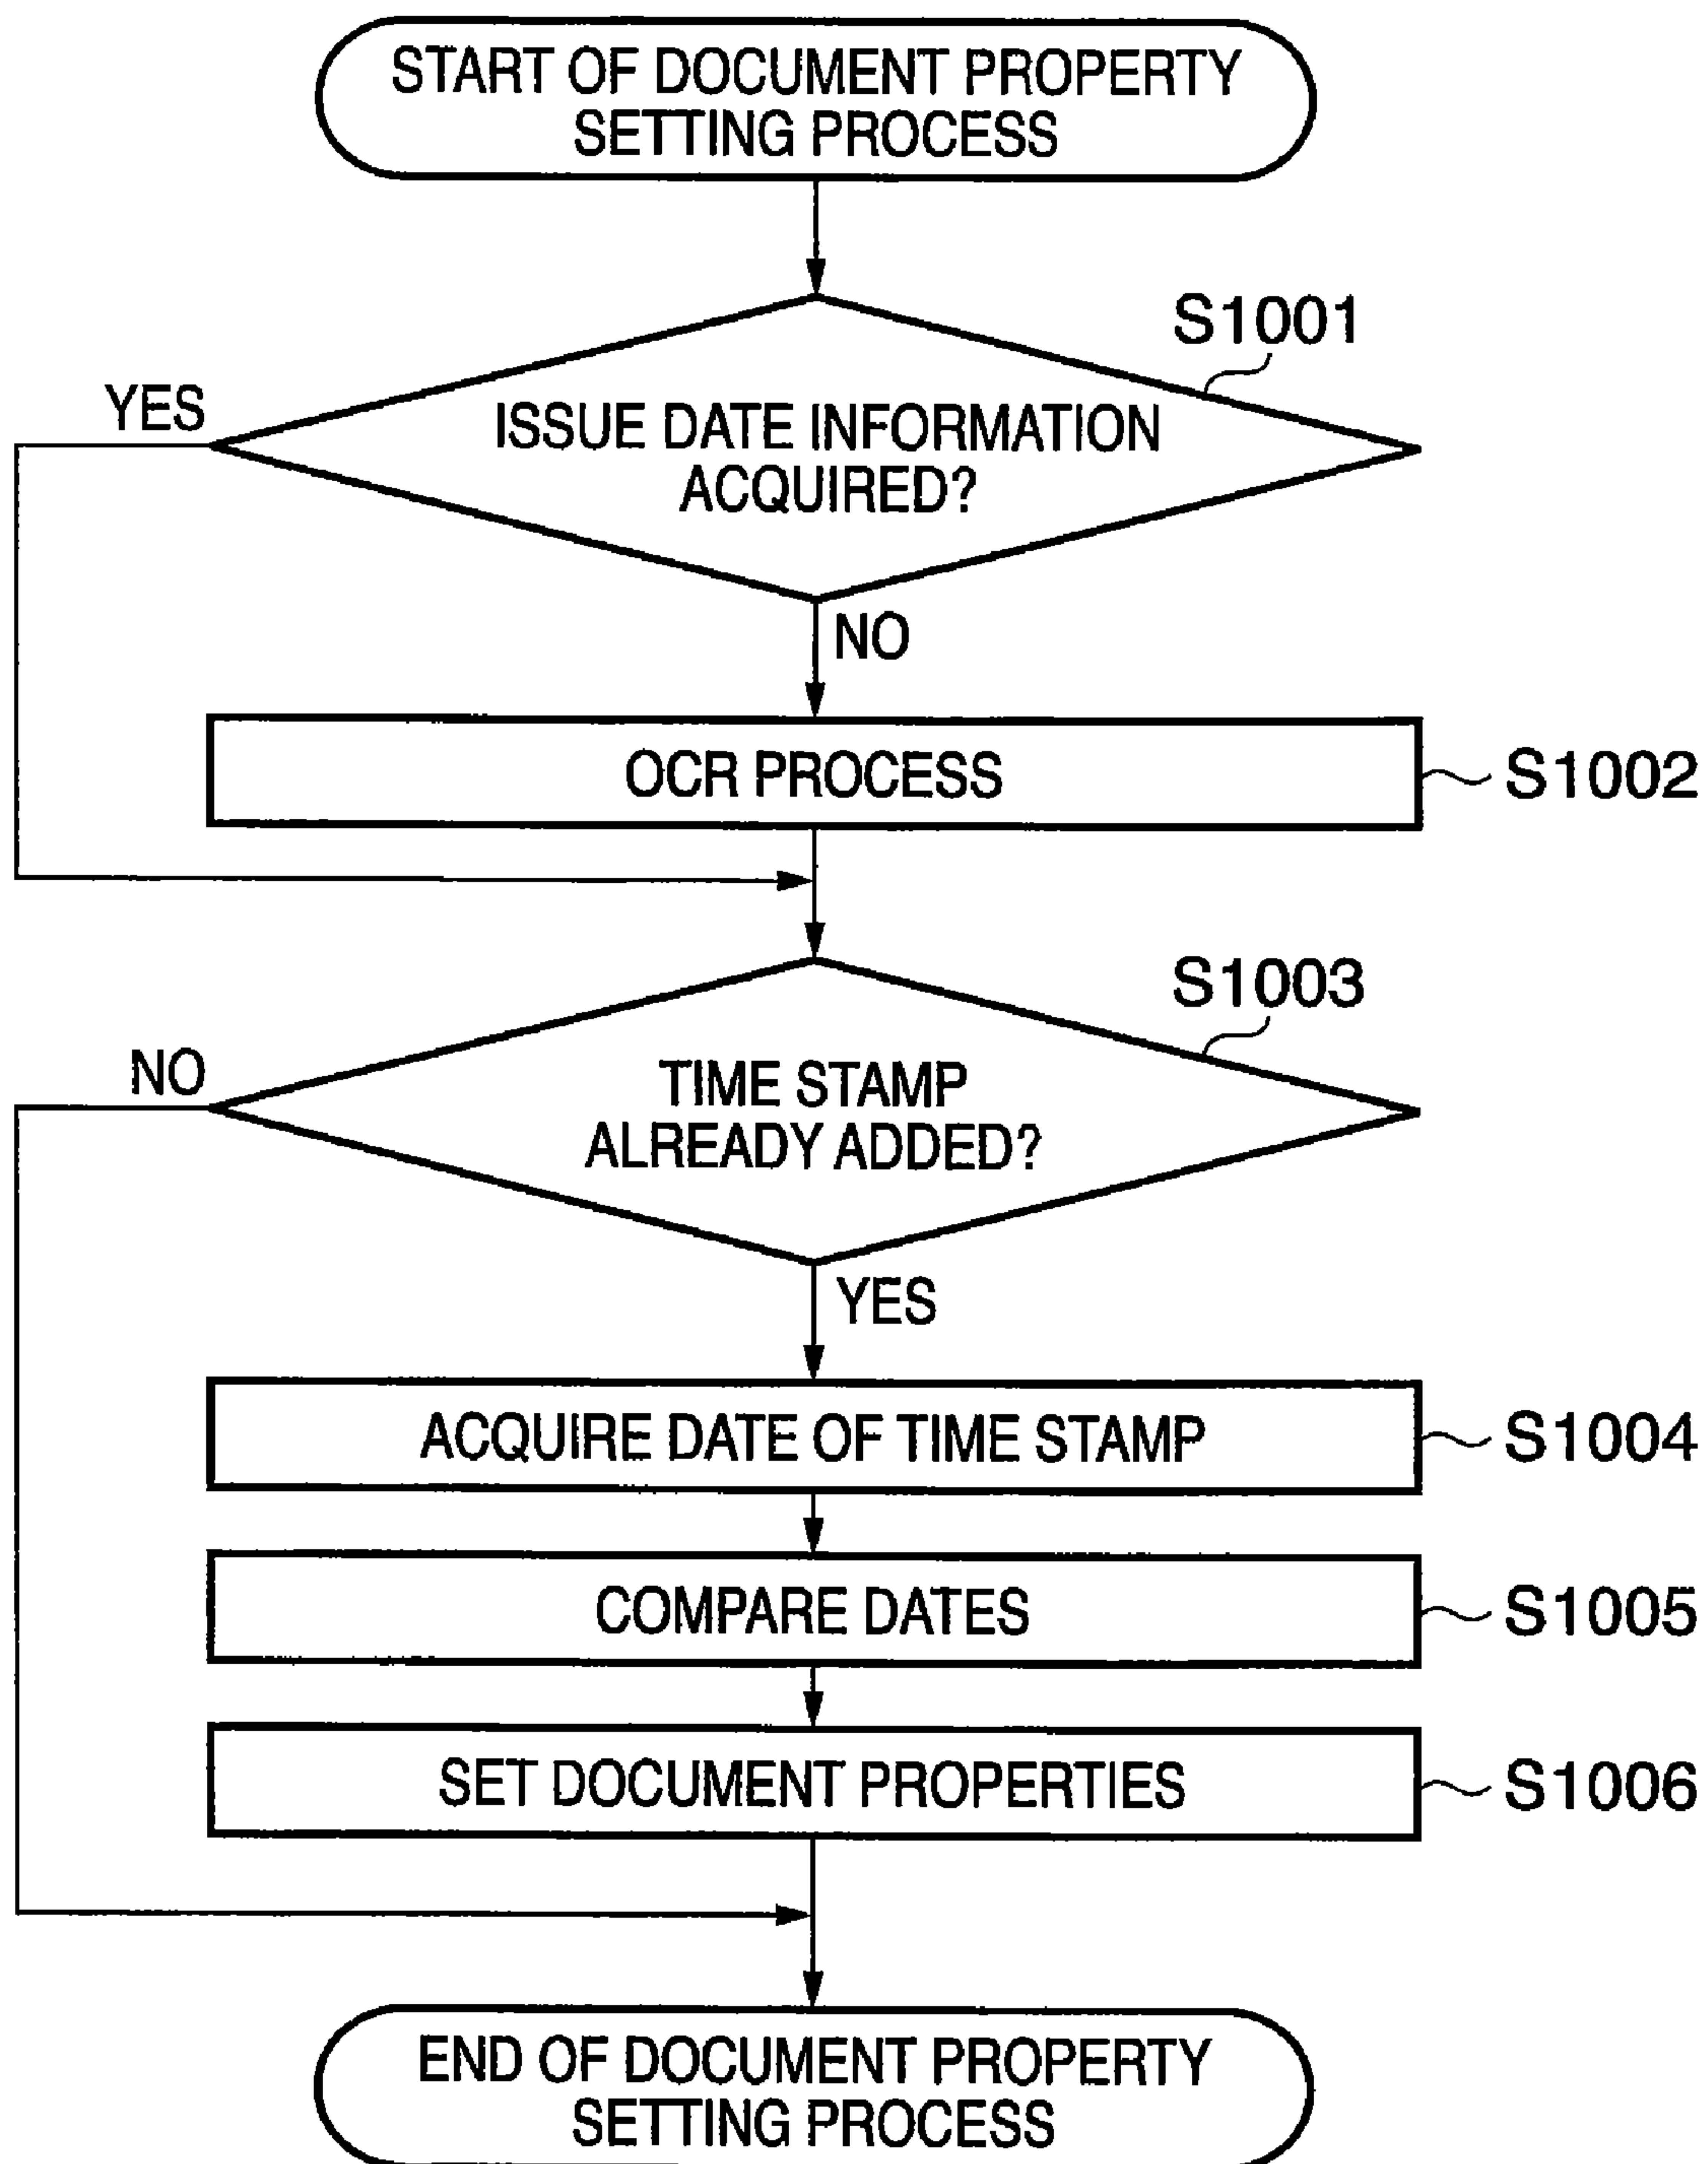 START OF DOCUMENT PROPERTY
SETTING PROCESS
S1001
YES
ISSUE DATE INFORMATION
ACQUIRED?
NO
OCR PROCESS
S1002
S1003
NO
TIME STAMP
ALREADY ADDED?
YES
ACQUIRE DATE OF TIME STAMP
S1004
COMPARE DATES
S1005
SET DOCUMENT PROPERTIES
S1006
END OF DOCUMENT PROPERTY
SETTING PROCESS